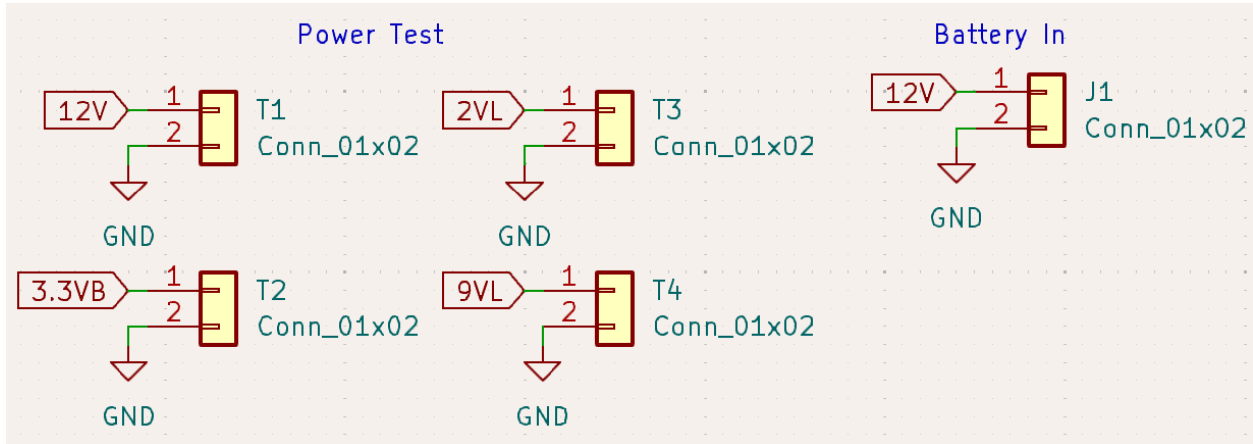 Power Test
Battery In
12V
1
2
T1
Conn_01x02
GND
2VL
1
2
T3
Conn_01x02
GND
12V
1
2
J1
Conn_01x02
GND
3.3VB
1
2
T2
Conn_01x02
GND
9VL
1
2
T4
Conn_01x02
GND